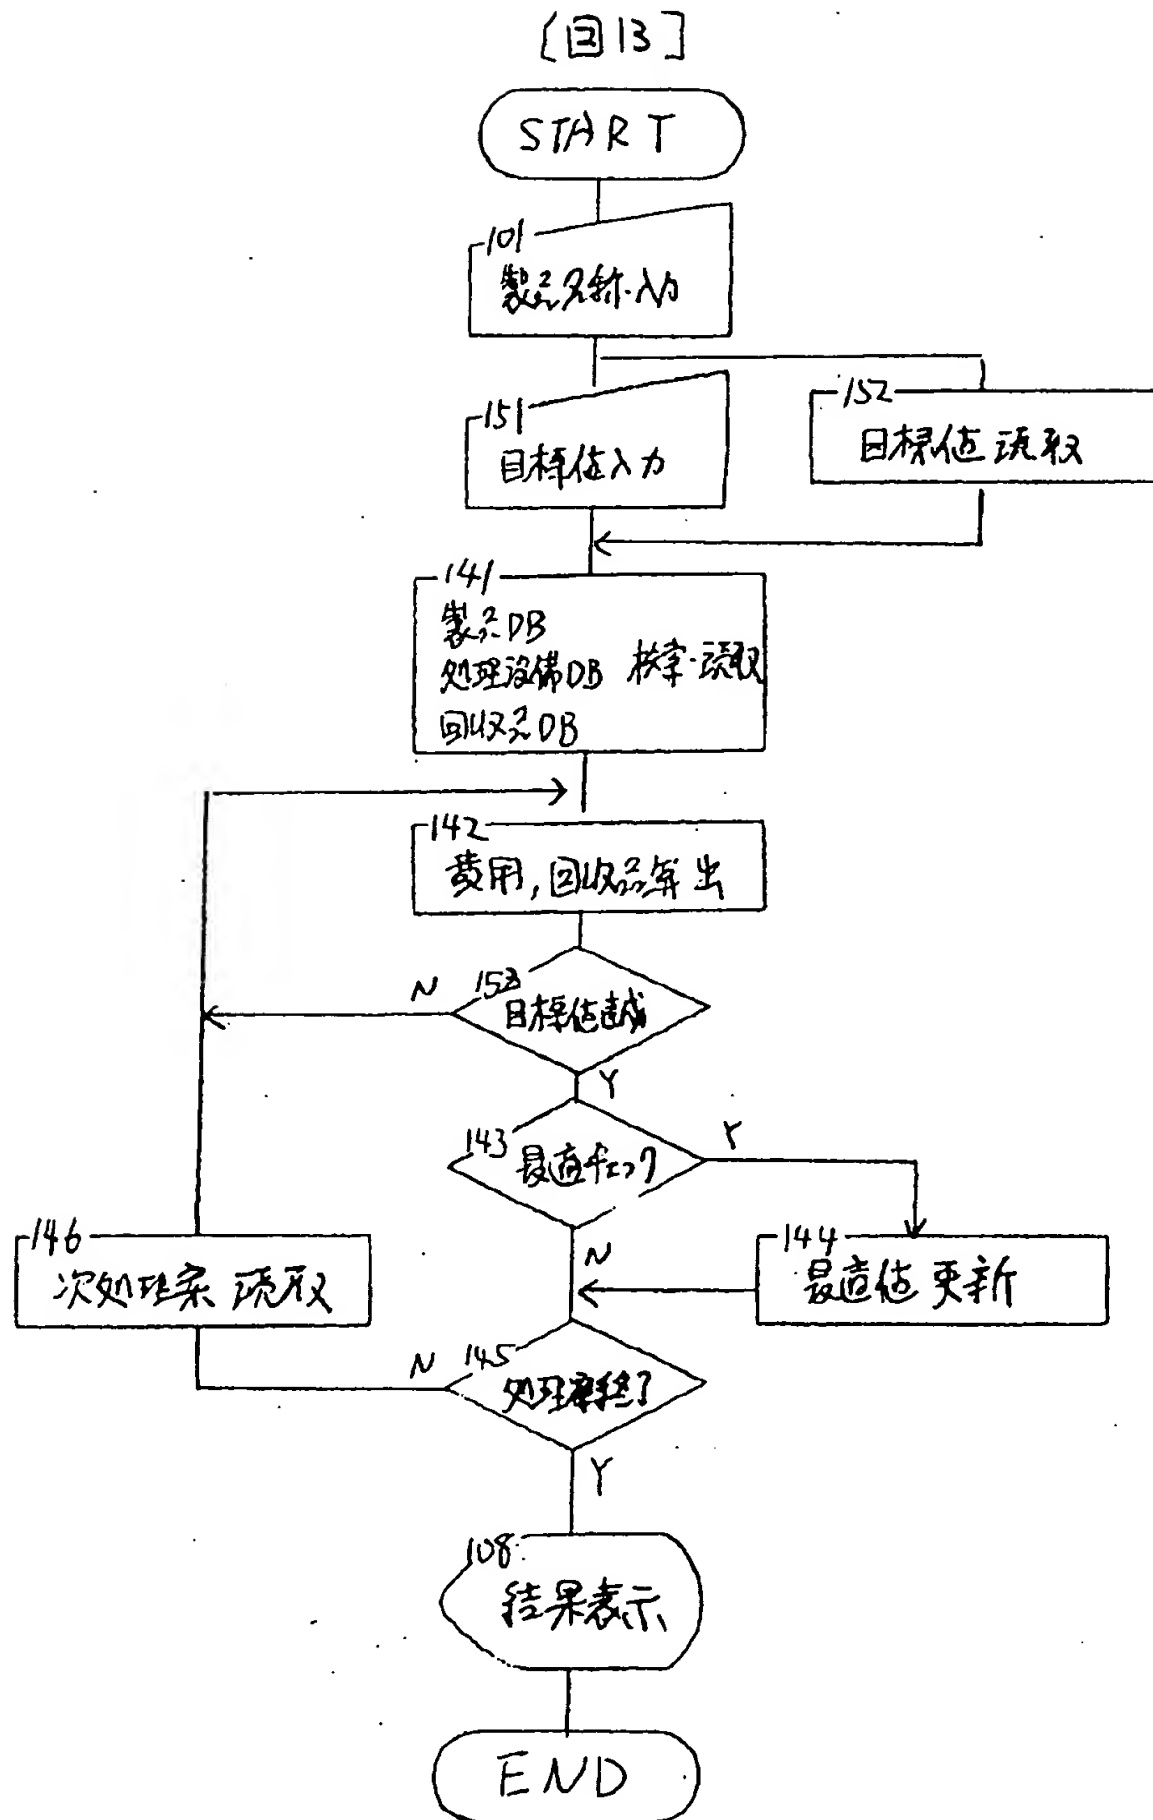 [図13]
START
101
製品名称入力
151
目標値入力
152
目標値読取
141
製品DB
処理設備DB 検索・読取
回収品DB
142
費用,回収品算出
153
目標値達成
N
Y
143
最適チェック
Y
N
144
最適値更新
146
次処理案読取
145
処理案終了
N
Y
108
結果表示
END